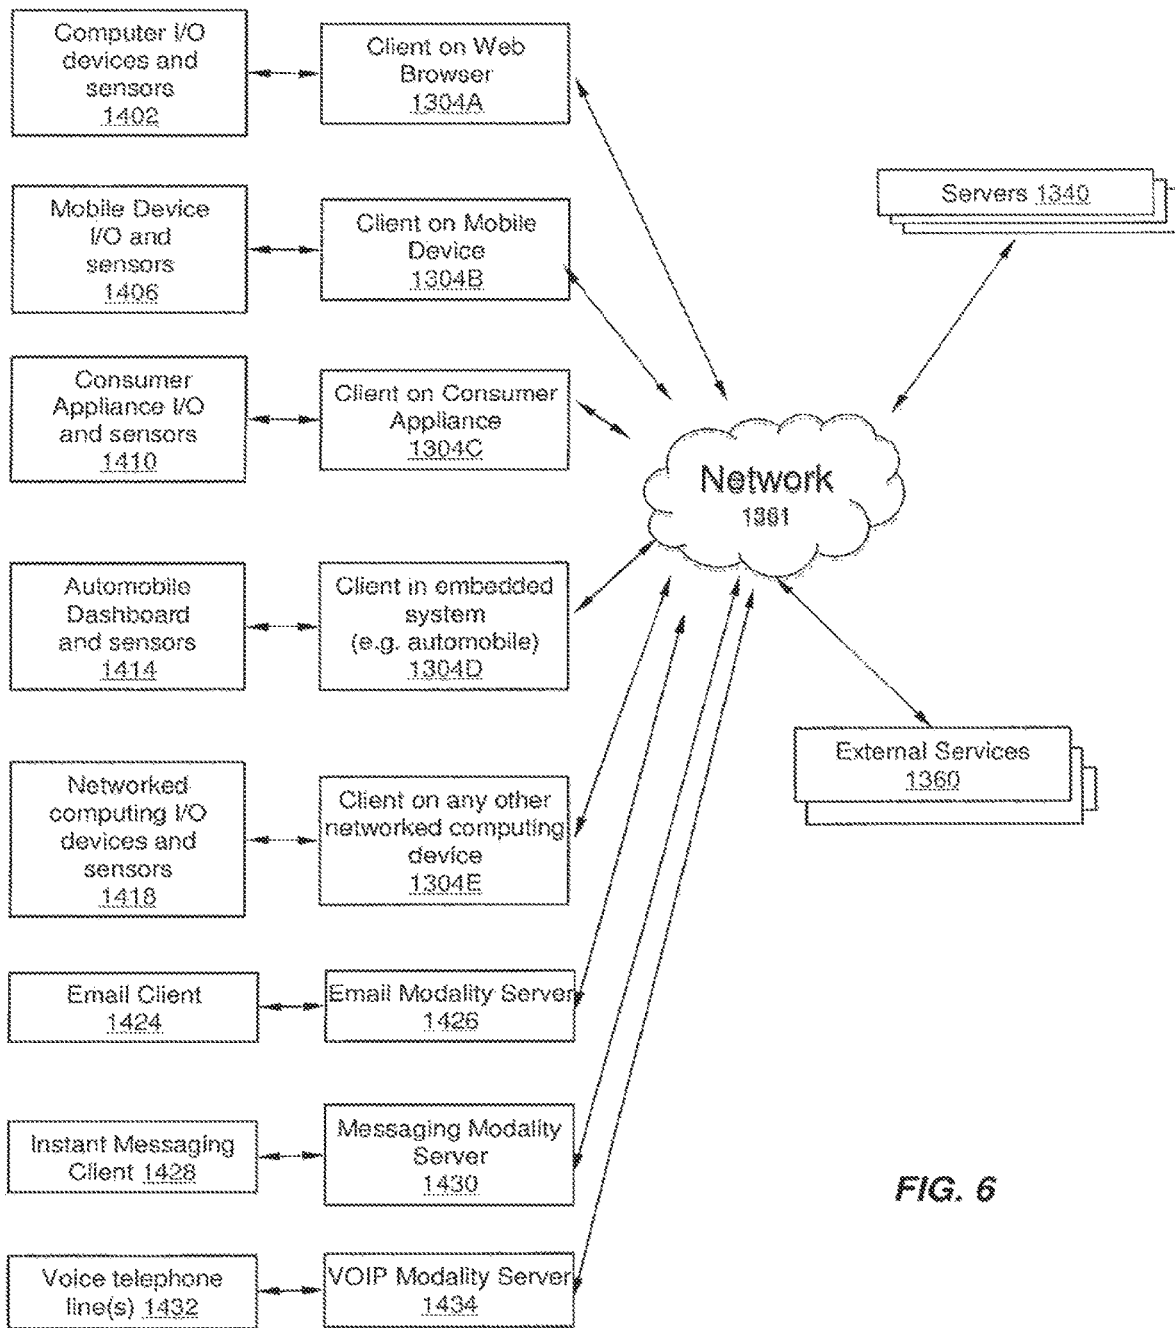 Computer I/O
devices and
sensors
1402
Client on Web
Browser
1304A
Mobile Device
I/O and
sensors
1406
Client on Mobile
Device
1304B
Servers 1340
Consumer
Appliance I/O
and sensors
1410
Client on Consumer
Appliance
1304C
Network
1361
Automobile
Dashboard
and sensors
1414
Client in embedded
system
(e.g. automobile)
1304D
External Services
1360
Networked
computing I/O
devices and
sensors
1418
Client on any other
networked computing
device
1304E
Email Client
1424
Email Modality Server
1426
Instant Messaging
Client 1428
Messaging Modality
Server
1430
FIG. 6
Voice telephone
line(s) 1432
VOIP Modality Server
1434